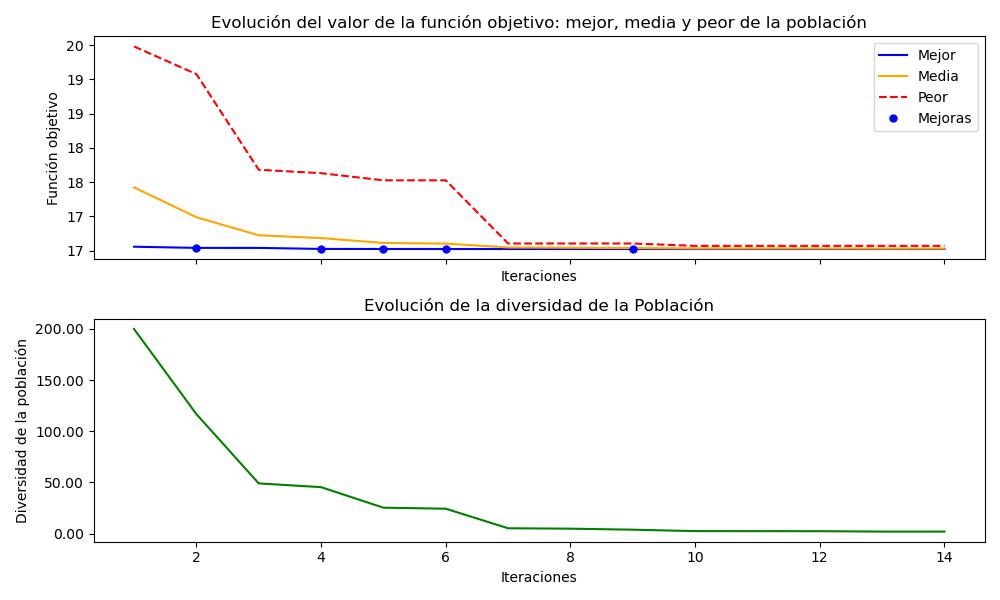 Evolución del valor de la función objetivo: mejor, media y peor de la población
Función objetivo
20
19
19
18
18
17
17
Mejor
Media
Peor
Mejoras
Iteraciones
Evolución de la diversidad de la Población
Diversidad de la población
200.00
150.00
100.00
50.00
0.00
2 4 6 8 10 12 14
Iteraciones